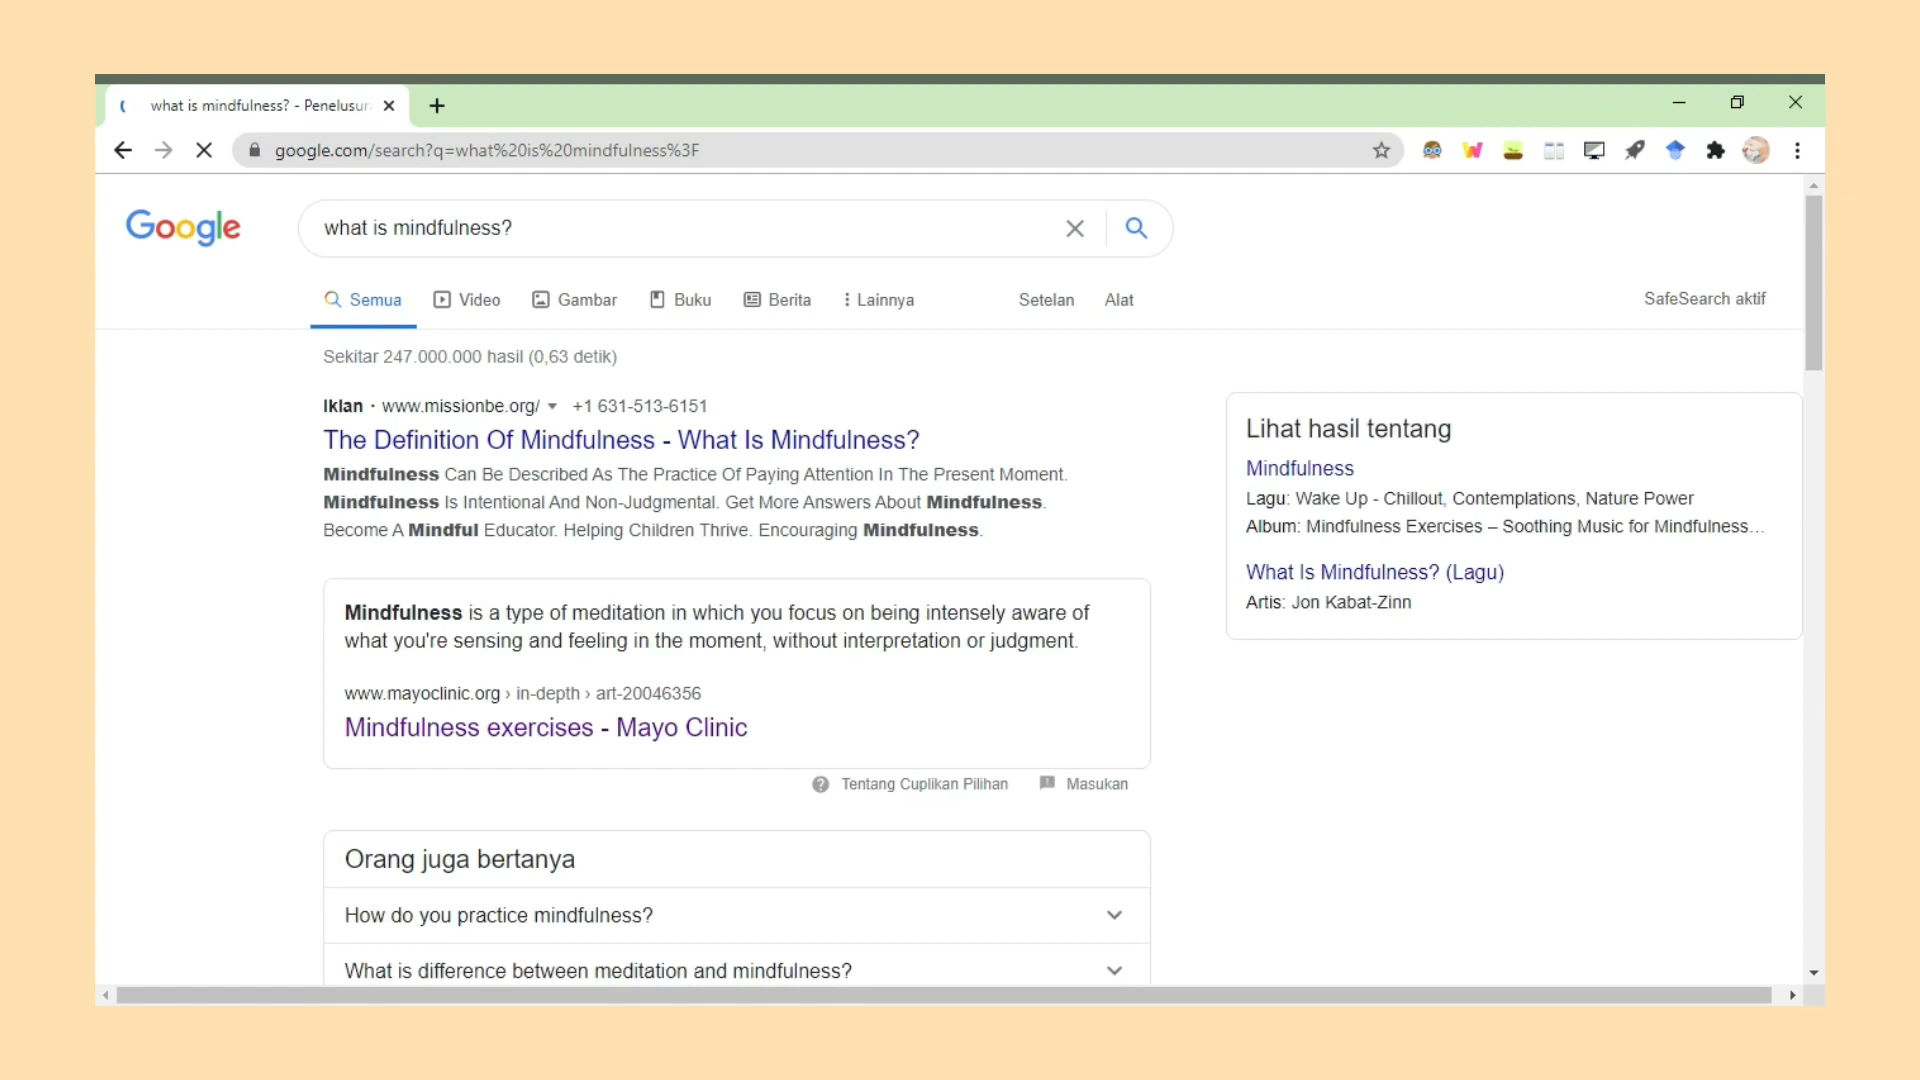 what is mindfulness? - Penelusur
google.com/search?q=what%20is%20mindfulness%3F
Google
what is mindfulness?
Semua
Video
Gambar
Buku
Berita
Lainnya
Setelan
Alat
SafeSearch aktif
Sekitar 247.000.000 hasil (0,63 detik)
Iklan · www.missionbe.org/ +1 631-513-6151
The Definition Of Mindfulness - What Is Mindfulness?
Mindfulness Can Be Described As The Practice Of Paying Attention In The Present Moment.
Mindfulness Is Intentional And Non-Judgmental. Get More Answers About Mindfulness.
Become A Mindful Educator. Helping Children Thrive. Encouraging Mindfulness.
Mindfulness is a type of meditation in which you focus on being intensely aware of
what you're sensing and feeling in the moment, without interpretation or judgment.
www.mayoclinic.org › in-depth › art-20046356
Mindfulness exercises - Mayo Clinic
Tentang Cuplikan Pilihan
Masukan
Orang juga bertanya
How do you practice mindfulness?
What is difference between meditation and mindfulness?
Lihat hasil tentang
Mindfulness
Lagu: Wake Up - Chillout, Contemplations, Nature Power
Album: Mindfulness Exercises – Soothing Music for Mindfulness…
What Is Mindfulness? (Lagu)
Artis: Jon Kabat-Zinn